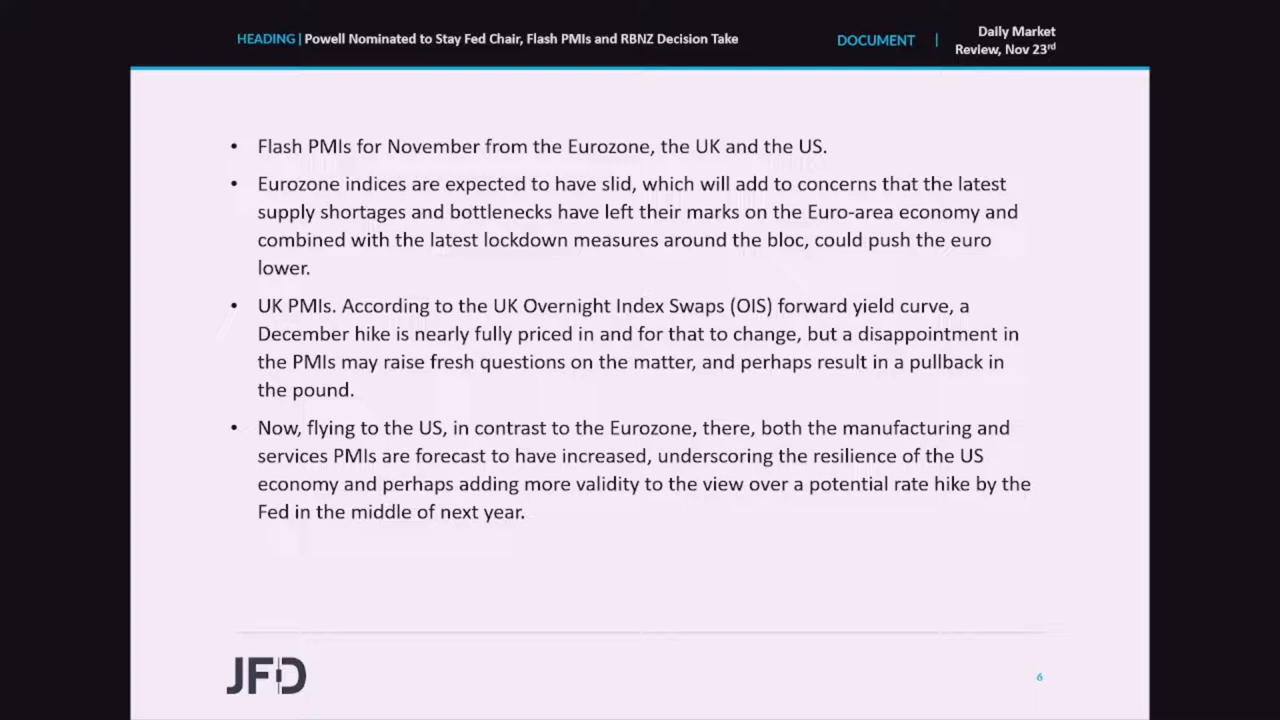 HEADING | Powell Nominated to Stay Fed Chair, Flash PMIs and RBNZ Decision Take
DOCUMENT | Daily Market
Review, Nov 23rd
• Flash PMIs for November from the Eurozone, the UK and the US.
• Eurozone indices are expected to have slid, which will add to concerns that the latest
supply shortages and bottlenecks have left their marks on the Euro-area economy and
combined with the latest lockdown measures around the bloc, could push the euro
lower.
• UK PMIs. According to the UK Overnight Index Swaps (OIS) forward yield curve, a
December hike is nearly fully priced in and for that to change, but a disappointment in
the PMIs may raise fresh questions on the matter, and perhaps result in a pullback in
the pound.
• Now, flying to the US, in contrast to the Eurozone, there, both the manufacturing and
services PMIs are forecast to have increased, underscoring the resilience of the US
economy and perhaps adding more validity to the view over a potential rate hike by the
Fed in the middle of next year.
JFD
6